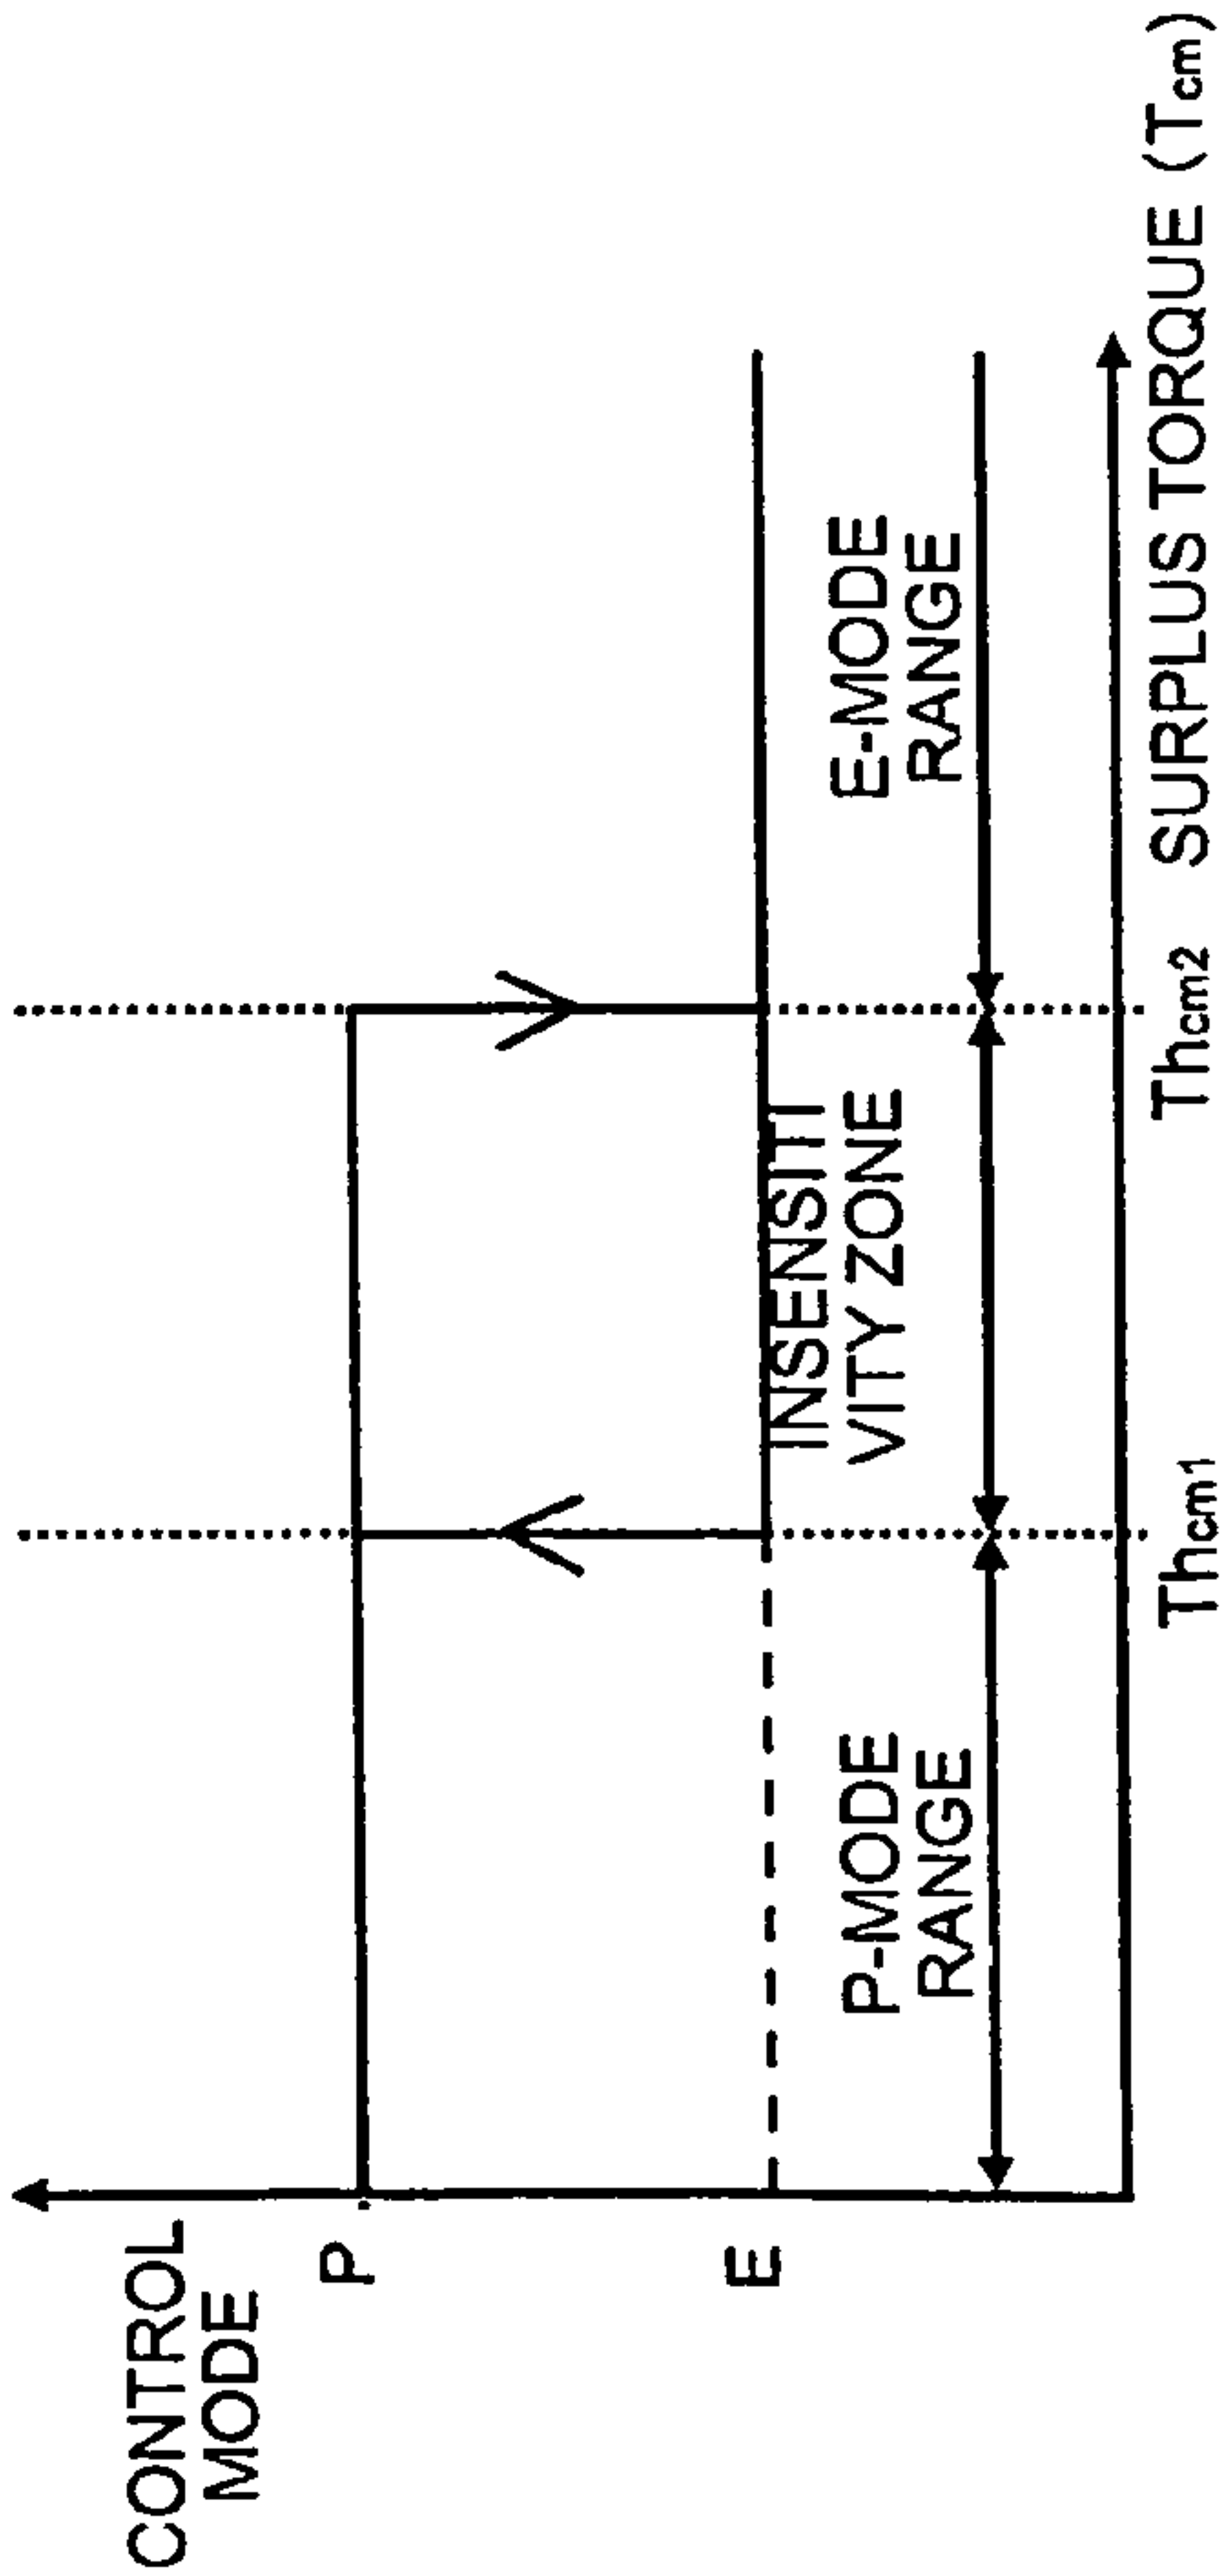 CONTROL
MODE
P
E
P-MODE
RANGE
INSENSITI
VITY ZONE
E-MODE
RANGE
Thcm1
Thcm2
SURPLUS TORQUE (Tcm)